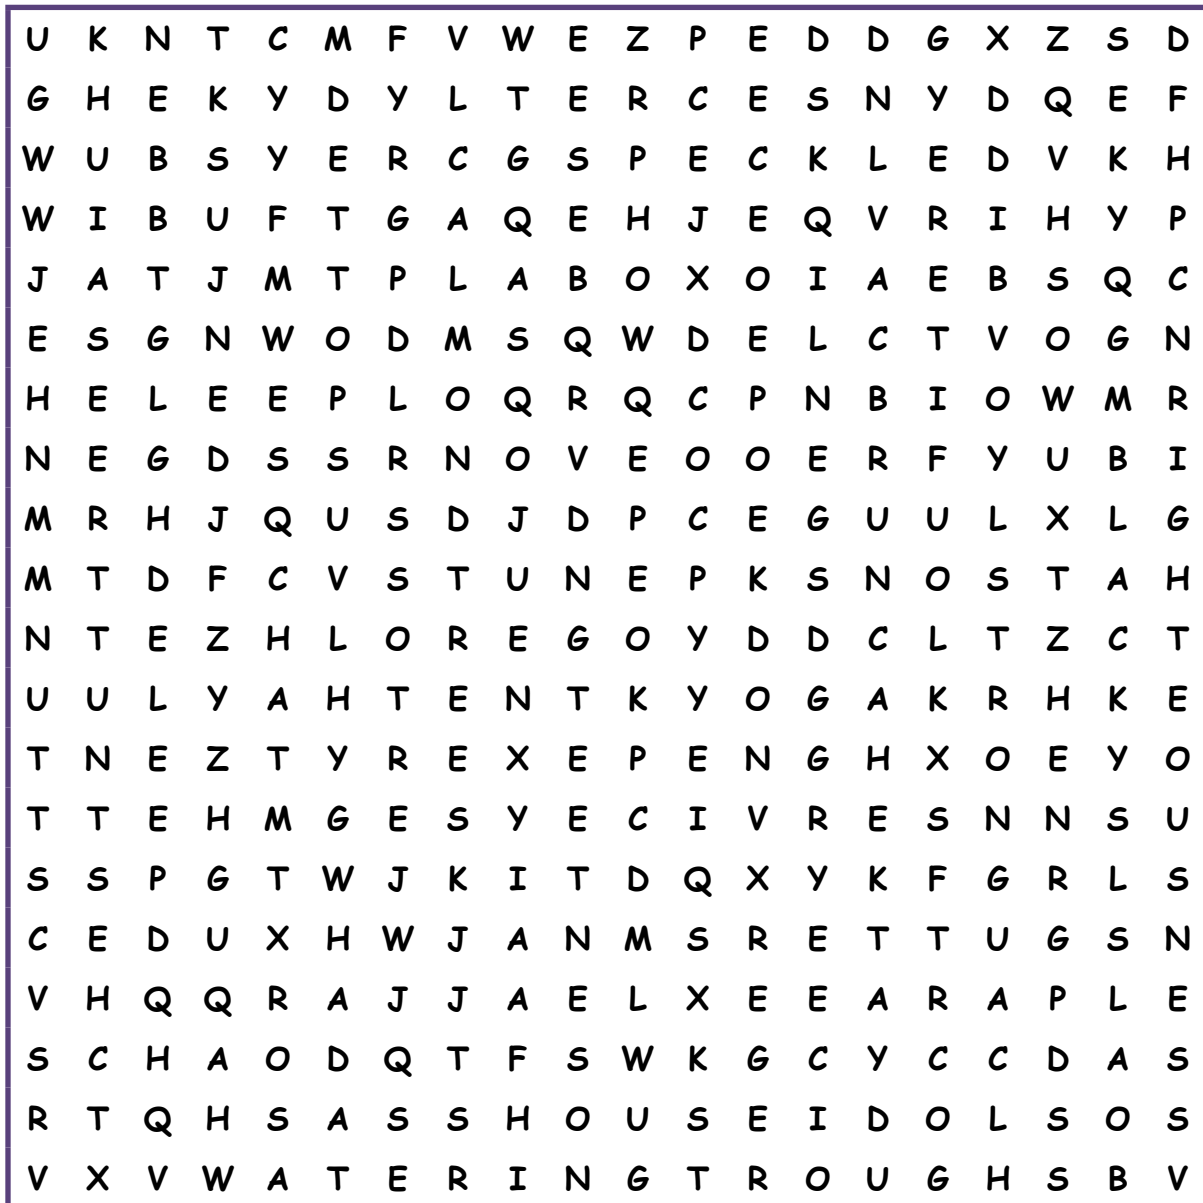 U K N T C M F V W E Z P E D D G X Z S D
G H E K Y D Y L T E R C E S N Y D Q E F
W U B S Y E R C G S P E C K L E D V K H
W I B U F T G A Q E H J E Q V R I H Y P
J A T J M T P L A B O X O I A E B S Q C
E S G N W O D M S Q W D E L C T V O G N
H E L E E P L O Q R Q C P N B I O W M R
N E G D S S R N O V E O O E R F Y U B I
M R H J Q U S D J D P C E G U U L X L G
M T D F C V S T U N E P K S N O S T A H
N T E Z H L O R E G O Y D D C L T Z C T
U U L Y A H T E N T K Y O G A K R H K E
T N E Z T Y R E X E P E N G H X O E Y O
T T E H M G E S Y E C I V R E S N N S U
S S P G T W J K I T D Q X Y K F G R L S
C E D U X H W J A N M S R E T T U G S N
V H Q Q R A J J A E L X E E A R A P L E
S C H A O D Q T F S W K G C Y C C D A S
R T Q H S A S S H O U S E I D O L S O S
V X V W A T E R I N G T R O U G H S B V